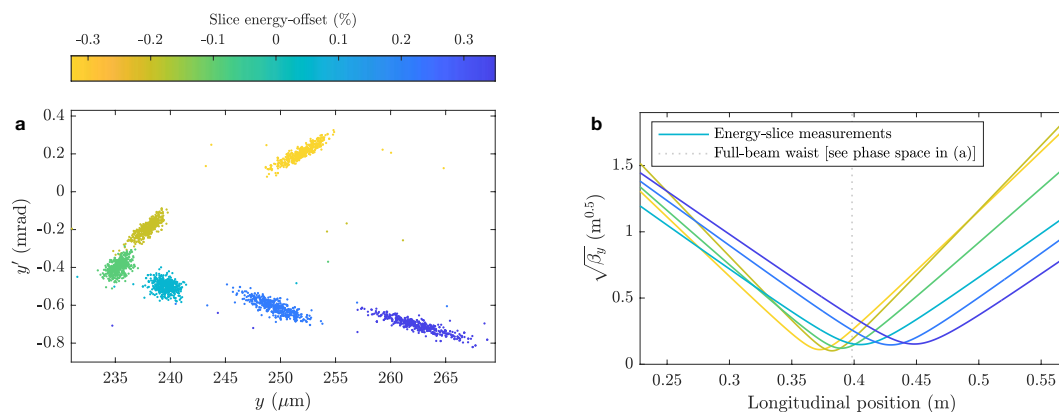 Slice energy-offset (%)
-0.3 -0.2 -0.1 0 0.1 0.2 0.3
a
0.4
0.2
0
-0.2
-0.4
-0.6
-0.8
y′ (mrad)
235 240 245 250 255 260 265
y (μm)
b
Energy-slice measurements
Full-beam waist [see phase space in (a)]
1.5
1
0.5
0
√βy (m^0.5)
0.25 0.3 0.35 0.4 0.45 0.5 0.55
Longitudinal position (m)